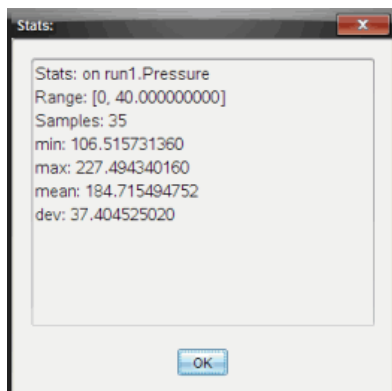 Stats:
Stats: on run1.Pressure
Range: [0, 40.000000000]
Samples: 35
min: 106.515731360
max: 227.494340160
mean: 184.715494752
dev: 37.404525020
OK